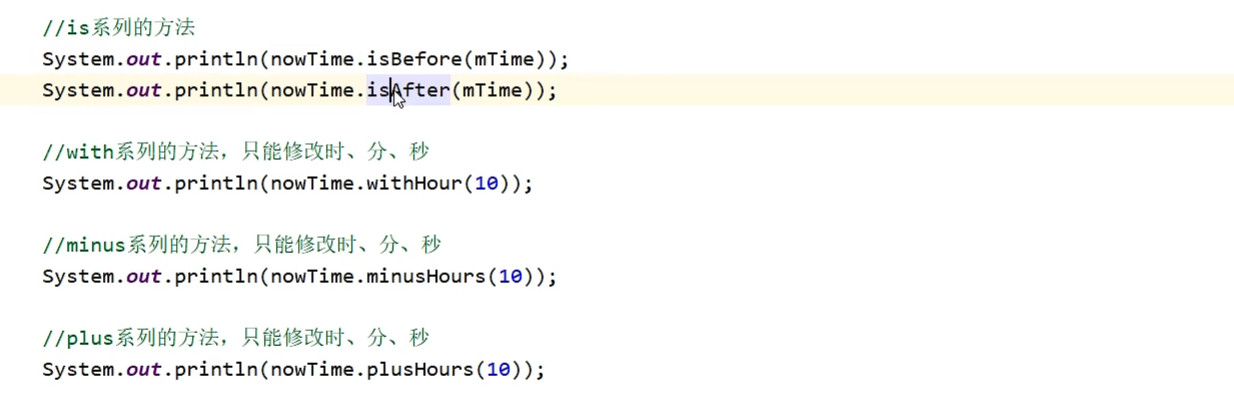 //is系列的方法
System.out.println(nowTime.isBefore(mTime));
System.out.println(nowTime.isAfter(mTime));
//with系列的方法，只能修改时、分、秒
System.out.println(nowTime.withHour(10));
//minus系列的方法，只能修改时、分、秒
System.out.println(nowTime.minusHours(10));
//plus系列的方法，只能修改时、分、秒
System.out.println(nowTime.plusHours(10));